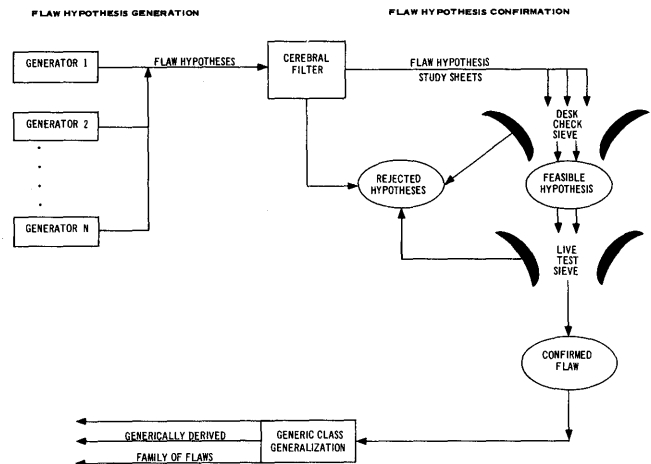 FLAW HYPOTHESIS GENERATION
FLAW HYPOTHESIS CONFIRMATION
GENERATOR 1
GENERATOR 2
GENERATOR N
FLAW HYPOTHESES
CEREBRAL
FILTER
FLAW HYPOTHESIS
STUDY SHEETS
DESK
CHECK
SIEVE
REJECTED
HYPOTHESES
FEASIBLE
HYPOTHESIS
LIVE
TEST
SIEVE
CONFIRMED
FLAW
GENERIC CLASS
GENERALIZATION
GENERICALLY DERIVED
FAMILY OF FLAWS